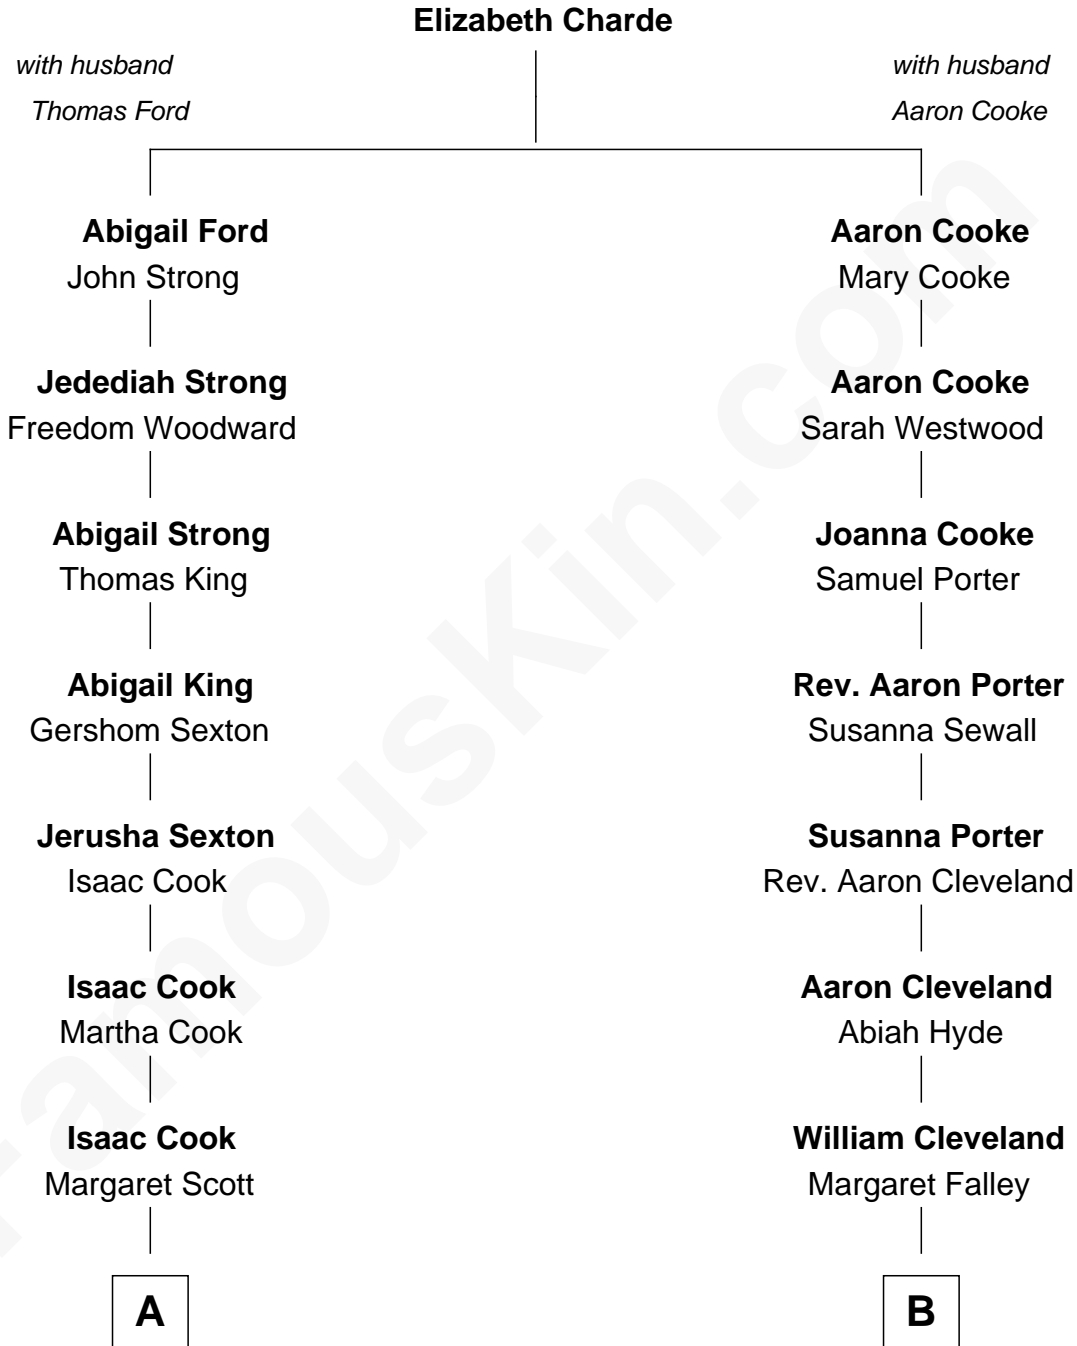 Elizabeth Charde
with husband with husband
Thomas Ford Aaron Cooke
Abigail Ford Aaron Cooke
John Strong Mary Cooke
Jedediah Strong Aaron Cooke
Freedom Woodward Sarah Westwood
Abigail Strong Joanna Cooke
Thomas King Samuel Porter
Abigail King Rev. Aaron Porter
Gershom Sexton Susanna Sewall
Jerusha Sexton Susanna Porter
Isaac Cook Rev. Aaron Cleveland
Isaac Cook Aaron Cleveland
Martha Cook Abiah Hyde
Isaac Cook William Cleveland
Margaret Scott Margaret Falley
A B
FamousKin.com